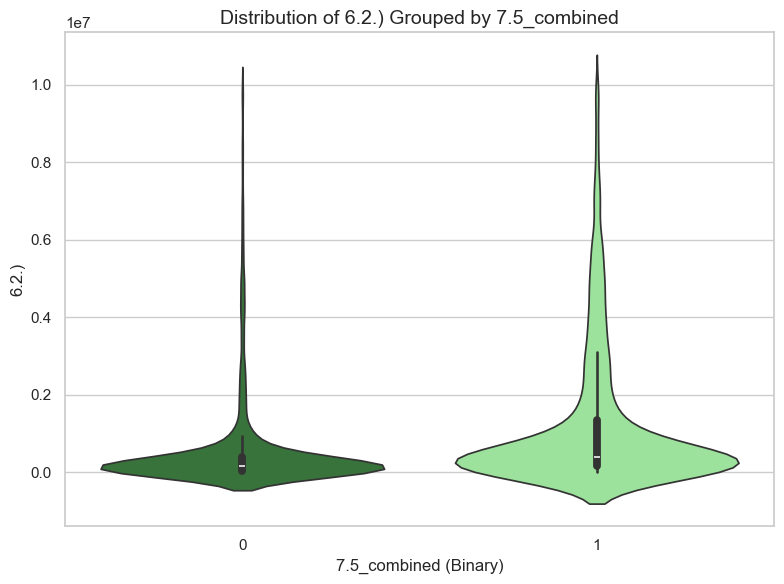 Distribution of 6.2.) Grouped by 7.5_combined
1e7
1.0
0.8
0.6
0.4
0.2
0.0
6.2.)
0 1
7.5_combined (Binary)